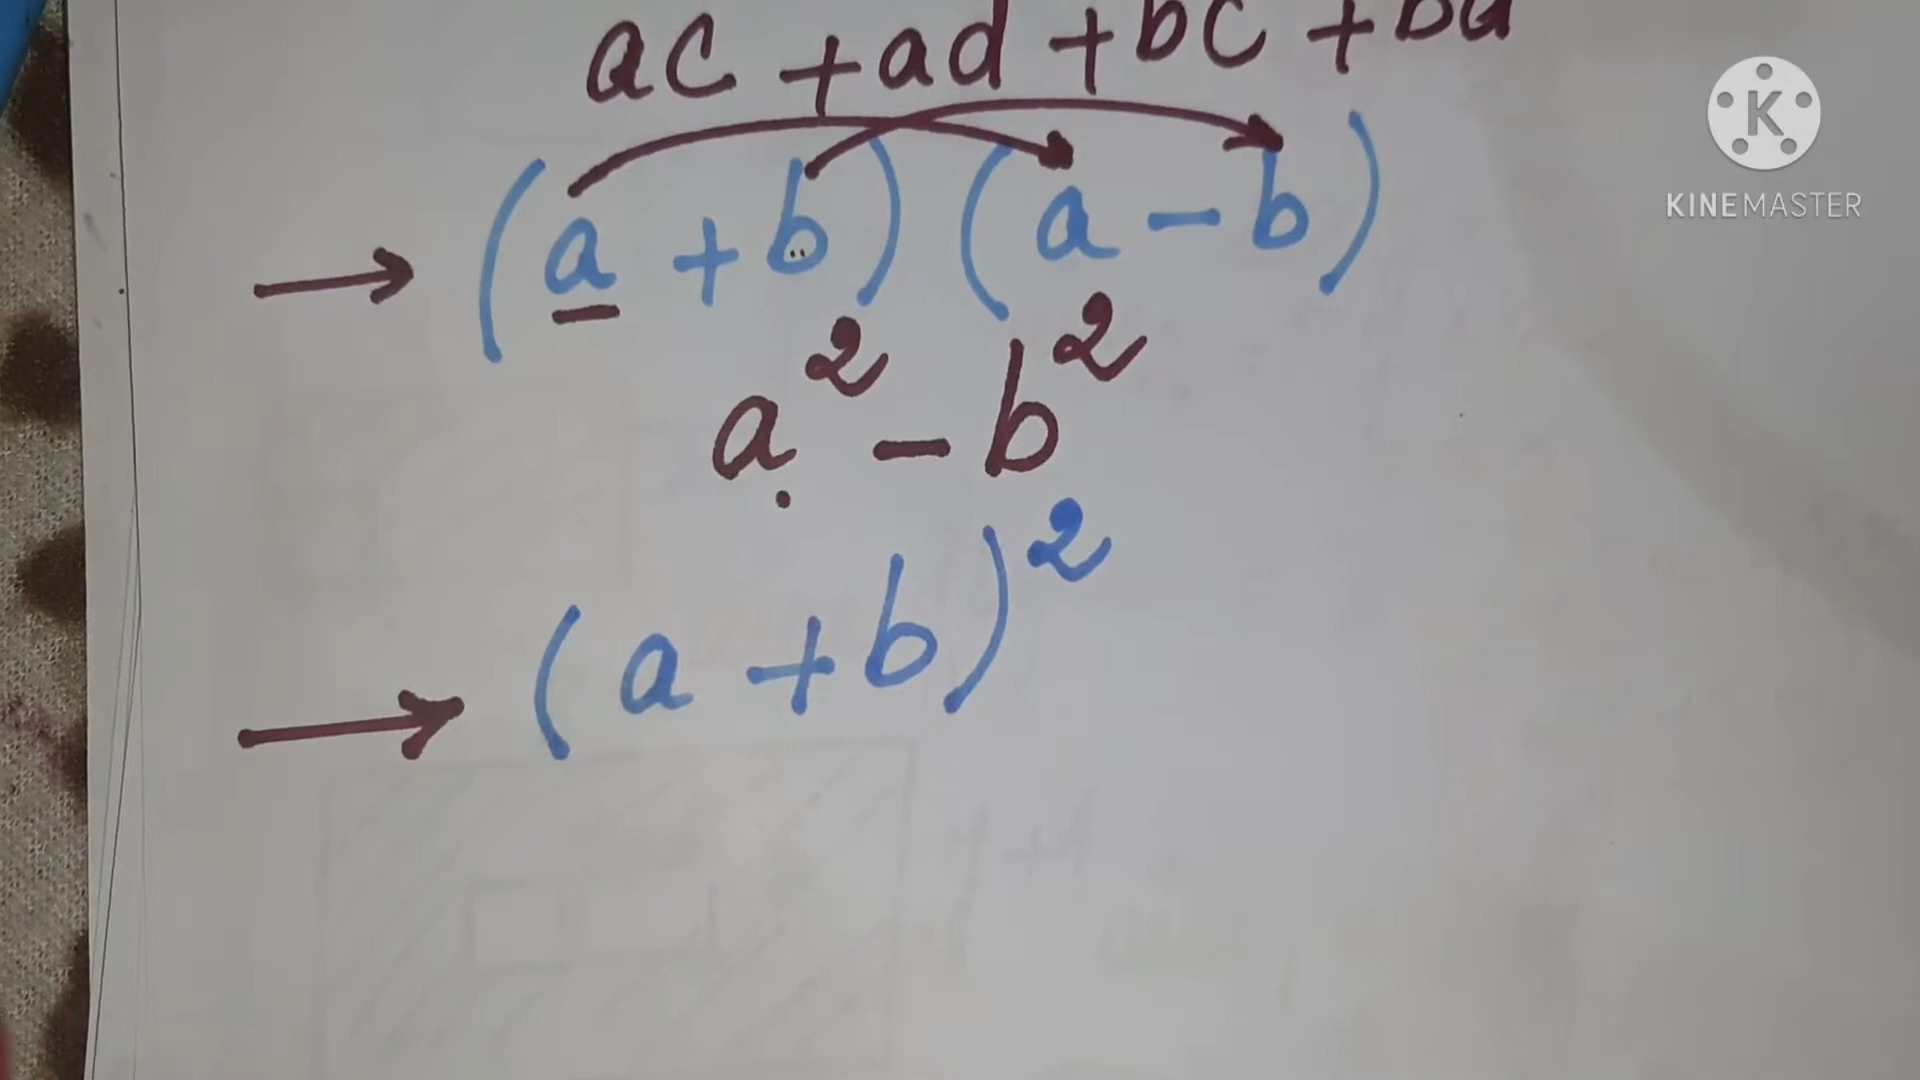 ac + ad + bc + bd
K
KINEMASTER
→ (a + b) (a - b)
a² - b²
→ (a + b)²